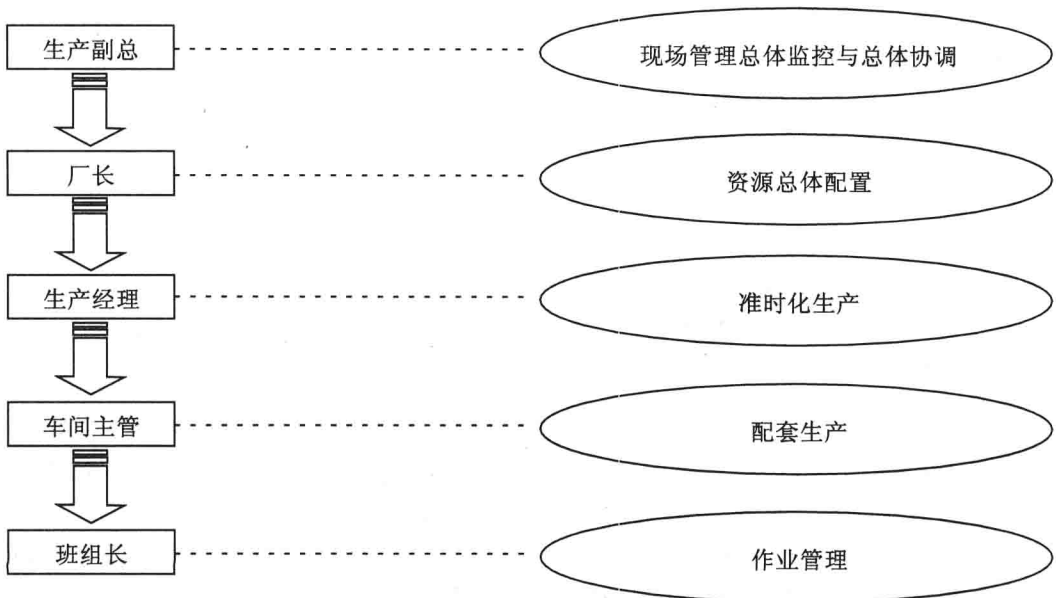 生产副总
现场管理总体监控与总体协调
厂长
资源总体配置
生产经理
准时化生产
车间主管
配套生产
班组长
作业管理